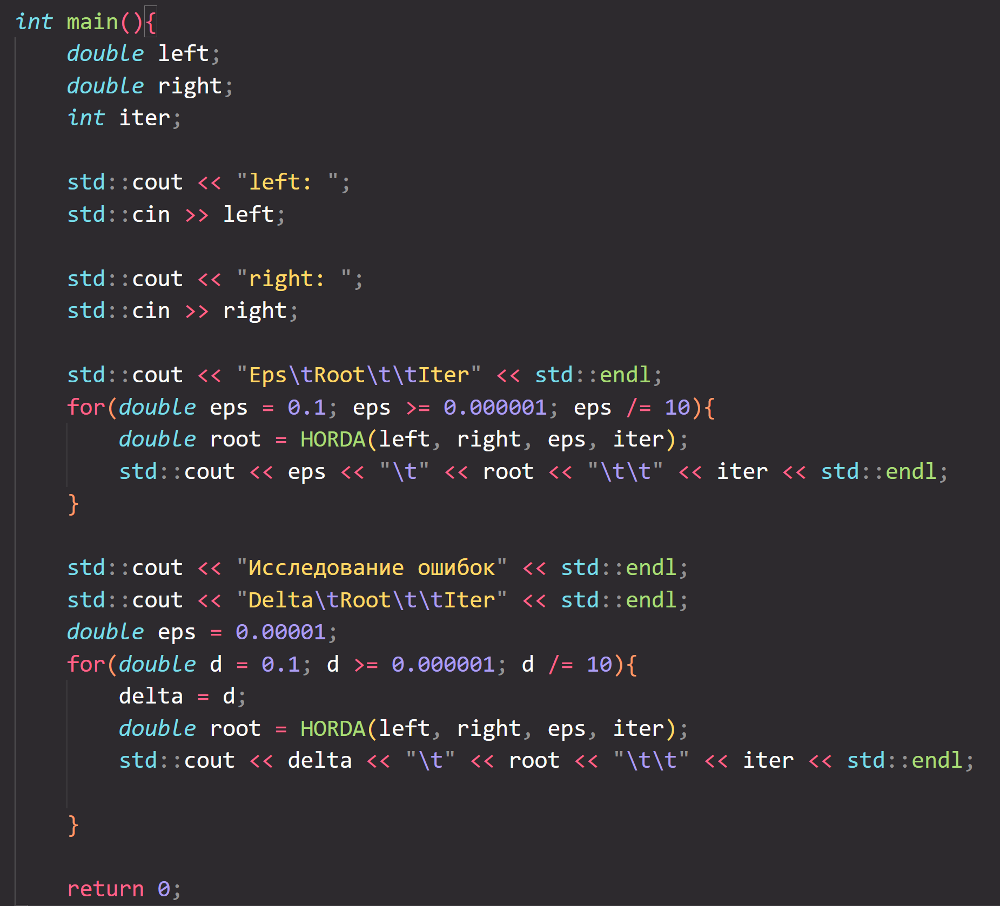 int main(){
    double left;
    double right;
    int iter;

    std::cout << "left: ";
    std::cin >> left;

    std::cout << "right: ";
    std::cin >> right;

    std::cout << "Eps\tRoot\t\tIter" << std::endl;
    for(double eps = 0.1; eps >= 0.000001; eps /= 10){
        double root = HORDA(left, right, eps, iter);
        std::cout << eps << "\t" << root << "\t\t" << iter << std::endl;
    }

    std::cout << "Исследование ошибок" << std::endl;
    std::cout << "Delta\tRoot\t\tIter" << std::endl;
    double eps = 0.00001;
    for(double d = 0.1; d >= 0.000001; d /= 10){
        delta = d;
        double root = HORDA(left, right, eps, iter);
        std::cout << delta << "\t" << root << "\t\t" << iter << std::endl;

    }

    return 0;